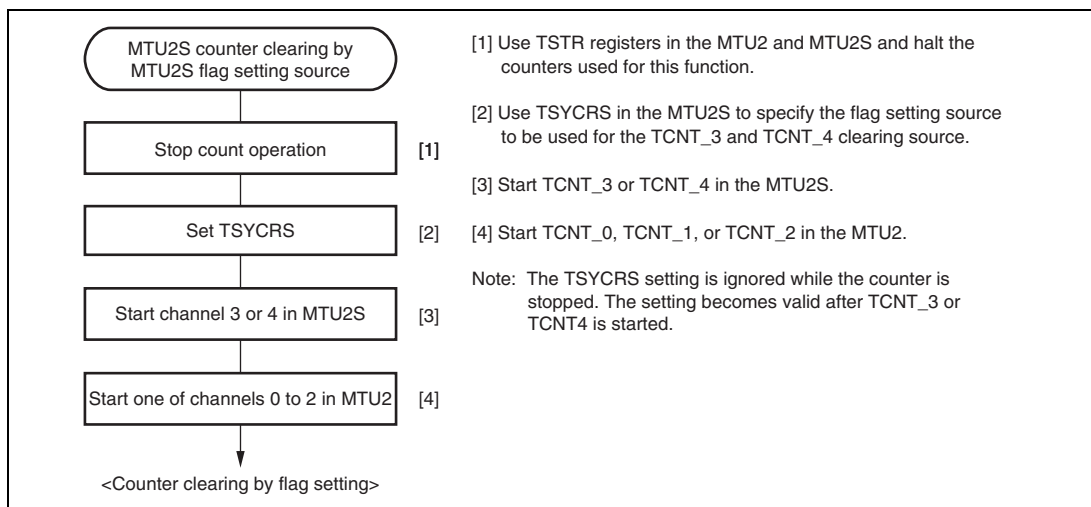 MTU2S counter clearing by
MTU2S flag setting source
Stop count operation
[1]
Set TSYCRS
[2]
Start channel 3 or 4 in MTU2S
[3]
Start one of channels 0 to 2 in MTU2
[4]
<Counter clearing by flag setting>
[1] Use TSTR registers in the MTU2 and MTU2S and halt the
counters used for this function.
[2] Use TSYCRS in the MTU2S to specify the flag setting source
to be used for the TCNT_3 and TCNT_4 clearing source.
[3] Start TCNT_3 or TCNT_4 in the MTU2S.
[4] Start TCNT_0, TCNT_1, or TCNT_2 in the MTU2.
Note: The TSYCRS setting is ignored while the counter is
stopped. The setting becomes valid after TCNT_3 or
TCNT4 is started.